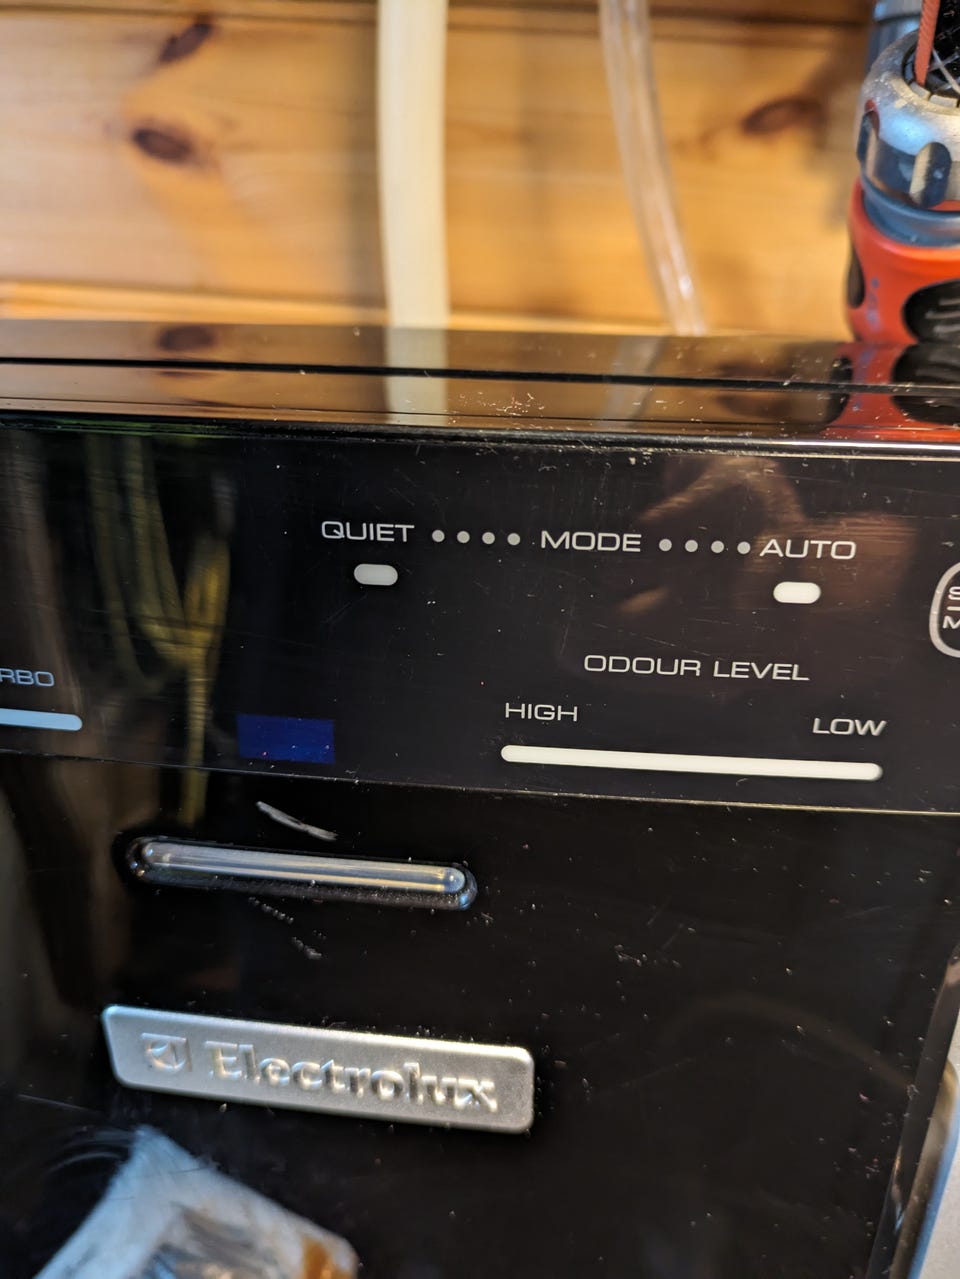 QUIET •••• MODE •••• AUTO
ODOUR LEVEL
RBO
HIGH LOW
Electrolux